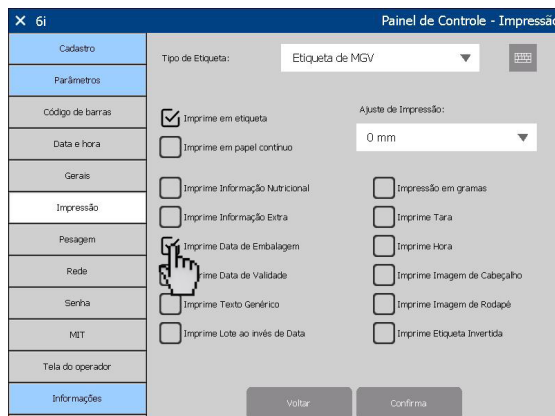 6i
Painel de Controle - Impressão
Cadastro
Parâmetros
Código de barras
Data e hora
Gerais
Impressão
Pesagem
Rede
Senha
MIT
Tela do operador
Informações
Tipo de Etiqueta:
Etiqueta de MGV
Imprime em etiqueta
Imprime em papel contínuo
Ajuste de Impressão:
0 mm
Imprime Informação Nutricional
Imprime Informação Extra
Imprime Data de Embalagem
Imprime Data de Validade
Imprime Texto Genérico
Imprime Lote ao invés de Data
Impressão em gramas
Imprime Tara
Imprime Hora
Imprime Imagem de Cabeçalho
Imprime Imagem de Rodapé
Imprime Etiqueta Invertida
Voltar
Confirma